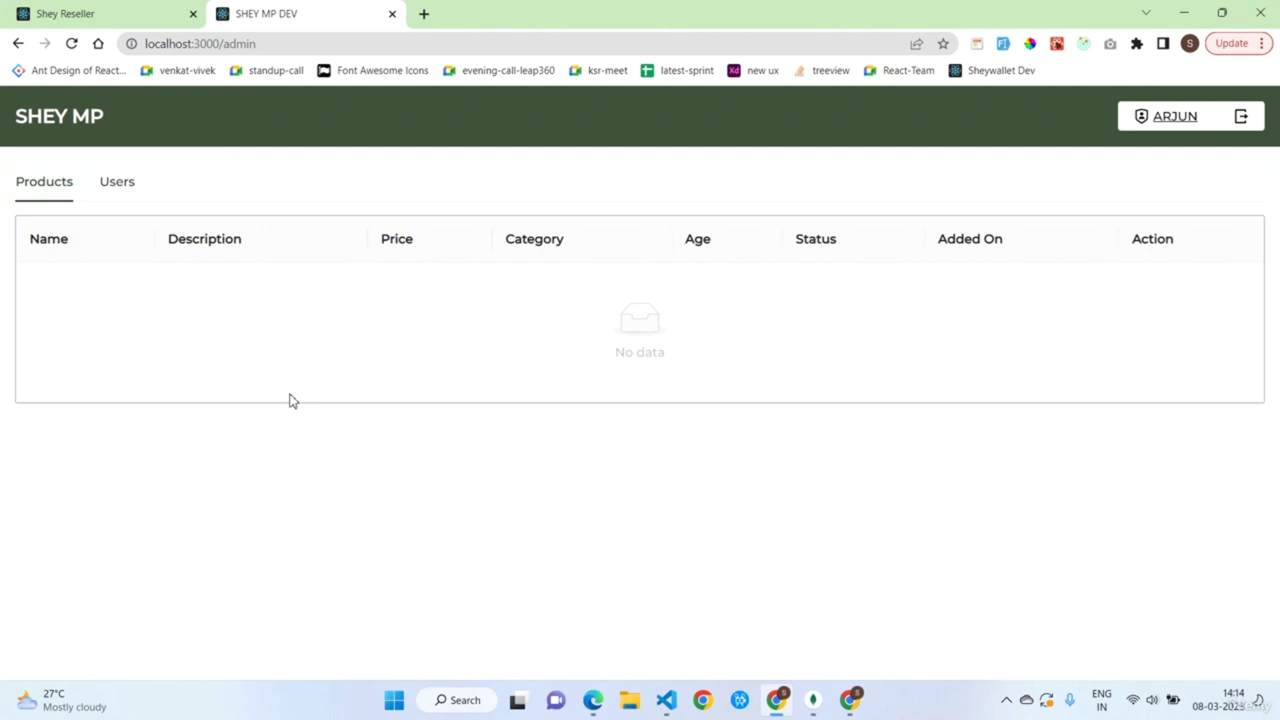 Shey Reseller
SHEY MP DEV
localhost:3000/admin
S
Update
Ant Design of React...
venkat-vivek
standup-call
Font Awesome Icons
evening-call-leap360
ksr-meet
latest-sprint
Xd
new ux
treeview
React-Team
Sheywallet Dev
SHEY MP
ARJUN
Products
Users
Name
Description
Price
Category
Age
Status
Added On
Action
No data
27°C
Mostly cloudy
Search
ENG
IN
14:14
08-03-2023